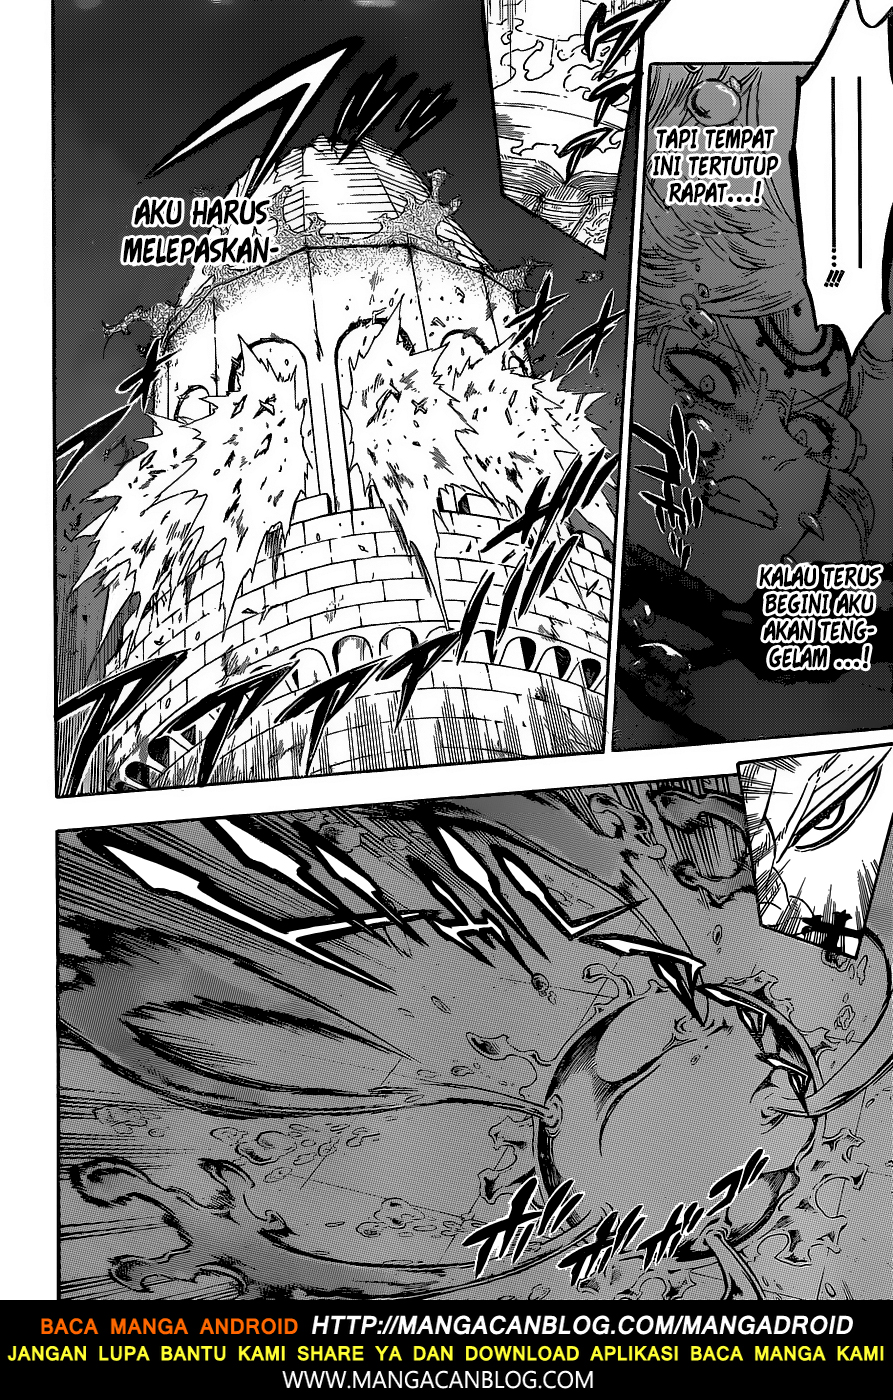 TAPI TEMPAT
INI TERTUTUP
RAPAT...!
...!!!
KALAU TERUS
BEGINI AKU
AKAN TENG-
GELAM ...!
AKU HARUS
MELEPASKAN-
BACA MANGA ANDROID HTTP://MANGACANBLOG.COM/MANGADROID
JANGAN LUPA BANTU KAMI SHARE YA DAN DOWNLOAD APLIKASI BACA MANGA KAMI
WWW.MANGACANBLOG.COM